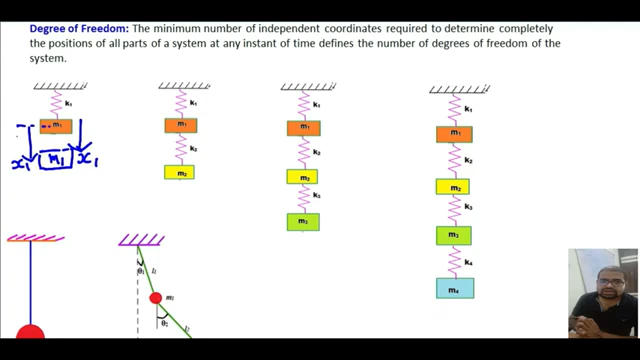 Degree of Freedom: The minimum number of independent coordinates required to determine completely
the positions of all parts of a system at any instant of time defines the number of degrees of freedom of the
system.
k₁ k₁ k₁ k₁
m₁ m₁ m₁ m₁
x₁ m₁ x₁
k₂ k₂ k₂
m₂ m₂ m₂
k₃ k₃
m₃ m₃
k₄
m₄
θ₁ l₁
m₁
θ₂ l₂